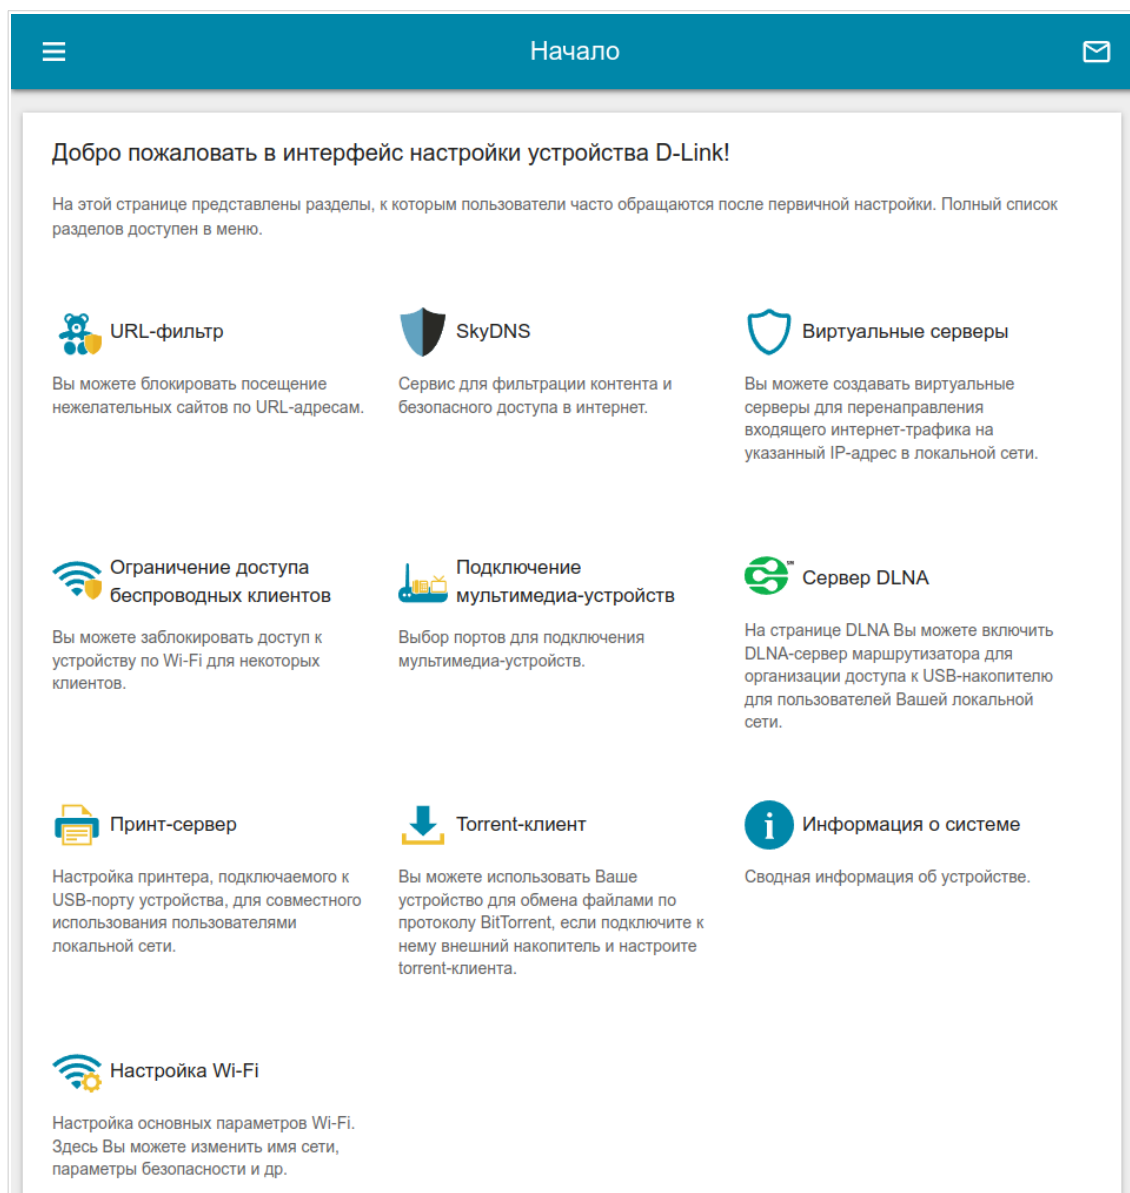 Начало
Добро пожаловать в интерфейс настройки устройства D-Link!
На этой странице представлены разделы, к которым пользователи часто обращаются после первичной настройки. Полный список
разделов доступен в меню.
URL-фильтр
Вы можете блокировать посещение
нежелательных сайтов по URL-адресам.
SkyDNS
Сервис для фильтрации контента и
безопасного доступа в интернет.
Виртуальные серверы
Вы можете создавать виртуальные
серверы для перенаправления
входящего интернет-трафика на
указанный IP-адрес в локальной сети.
Ограничение доступа
беспроводных клиентов
Вы можете заблокировать доступ к
устройству по Wi-Fi для некоторых
клиентов.
Подключение
мультимедиа-устройств
Выбор портов для подключения
мультимедиа-устройств.
Сервер DLNA
На странице DLNA Вы можете включить
DLNA-сервер маршрутизатора для
организации доступа к USB-накопителю
для пользователей Вашей локальной
сети.
Принт-сервер
Настройка принтера, подключаемого к
USB-порту устройства, для совместного
использования пользователями
локальной сети.
Torrent-клиент
Вы можете использовать Ваше
устройство для обмена файлами по
протоколу BitTorrent, если подключите к
нему внешний накопитель и настроите
torrent-клиента.
Информация о системе
Сводная информация об устройстве.
Настройка Wi-Fi
Настройка основных параметров Wi-Fi.
Здесь Вы можете изменить имя сети,
параметры безопасности и др.